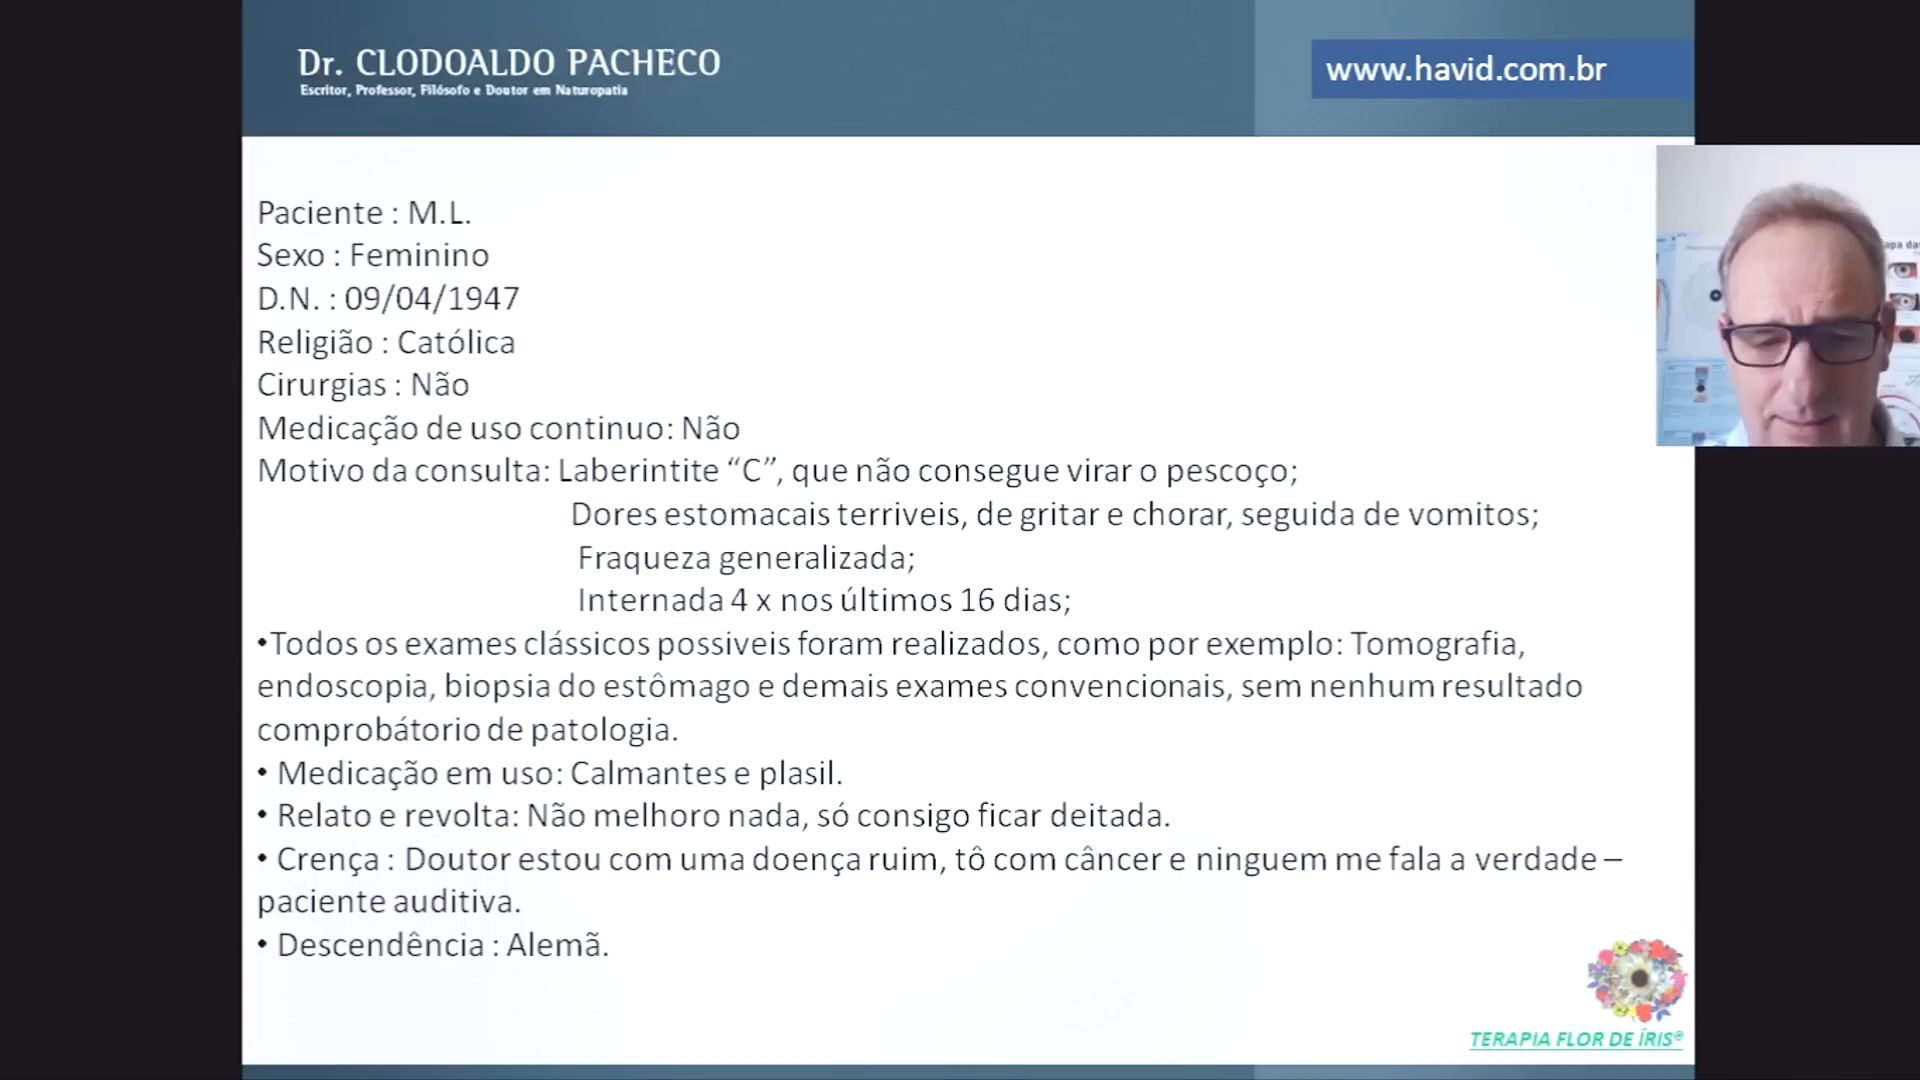 Dr. CLODOALDO PACHECO
Escritor, Professor, Filósofo e Doutor em Naturopatia
www.havid.com.br
Paciente : M.L.
Sexo : Feminino
D.N. : 09/04/1947
Religião : Católica
Cirurgias : Não
Medicação de uso continuo: Não
Motivo da consulta: Laberintite “C”, que não consegue virar o pescoço;
Dores estomacais terriveis, de gritar e chorar, seguida de vomitos;
Fraqueza generalizada;
Internada 4 x nos últimos 16 dias;
•Todos os exames clássicos possiveis foram realizados, como por exemplo: Tomografia,
endoscopia, biopsia do estômago e demais exames convencionais, sem nenhum resultado
comprobátorio de patologia.
• Medicação em uso: Calmantes e plasil.
• Relato e revolta: Não melhoro nada, só consigo ficar deitada.
• Crença : Doutor estou com uma doença ruim, tô com câncer e ninguem me fala a verdade –
paciente auditiva.
• Descendência : Alemã.
TERAPIA FLOR DE ÍRIS®